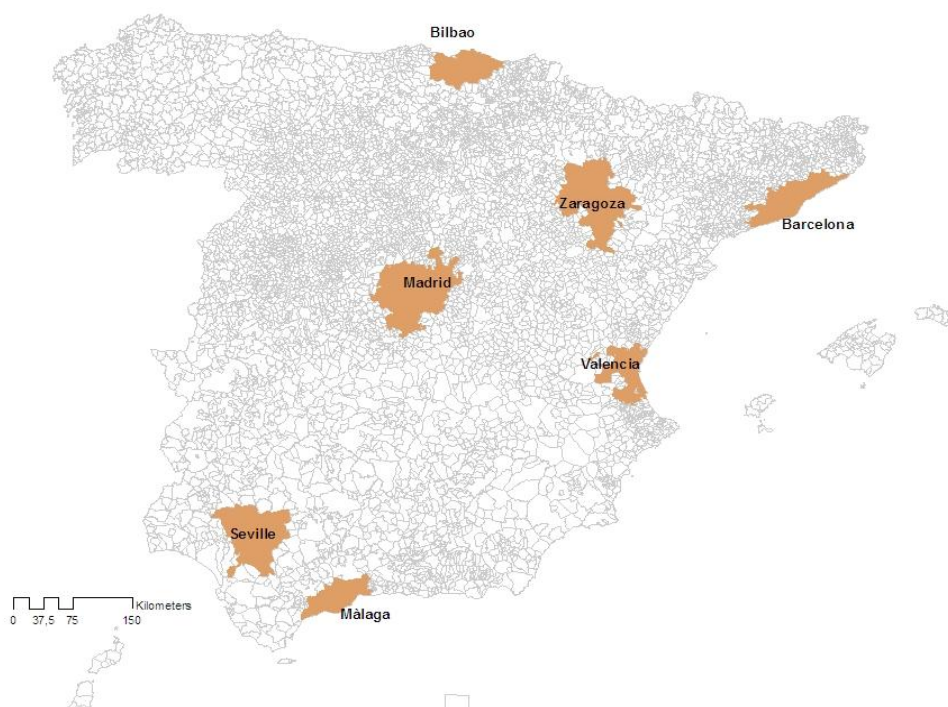 Bilbao
Zaragoza
Barcelona
Madrid
Valencia
Seville
Kilometers
0 37,5 75 150
Màlaga